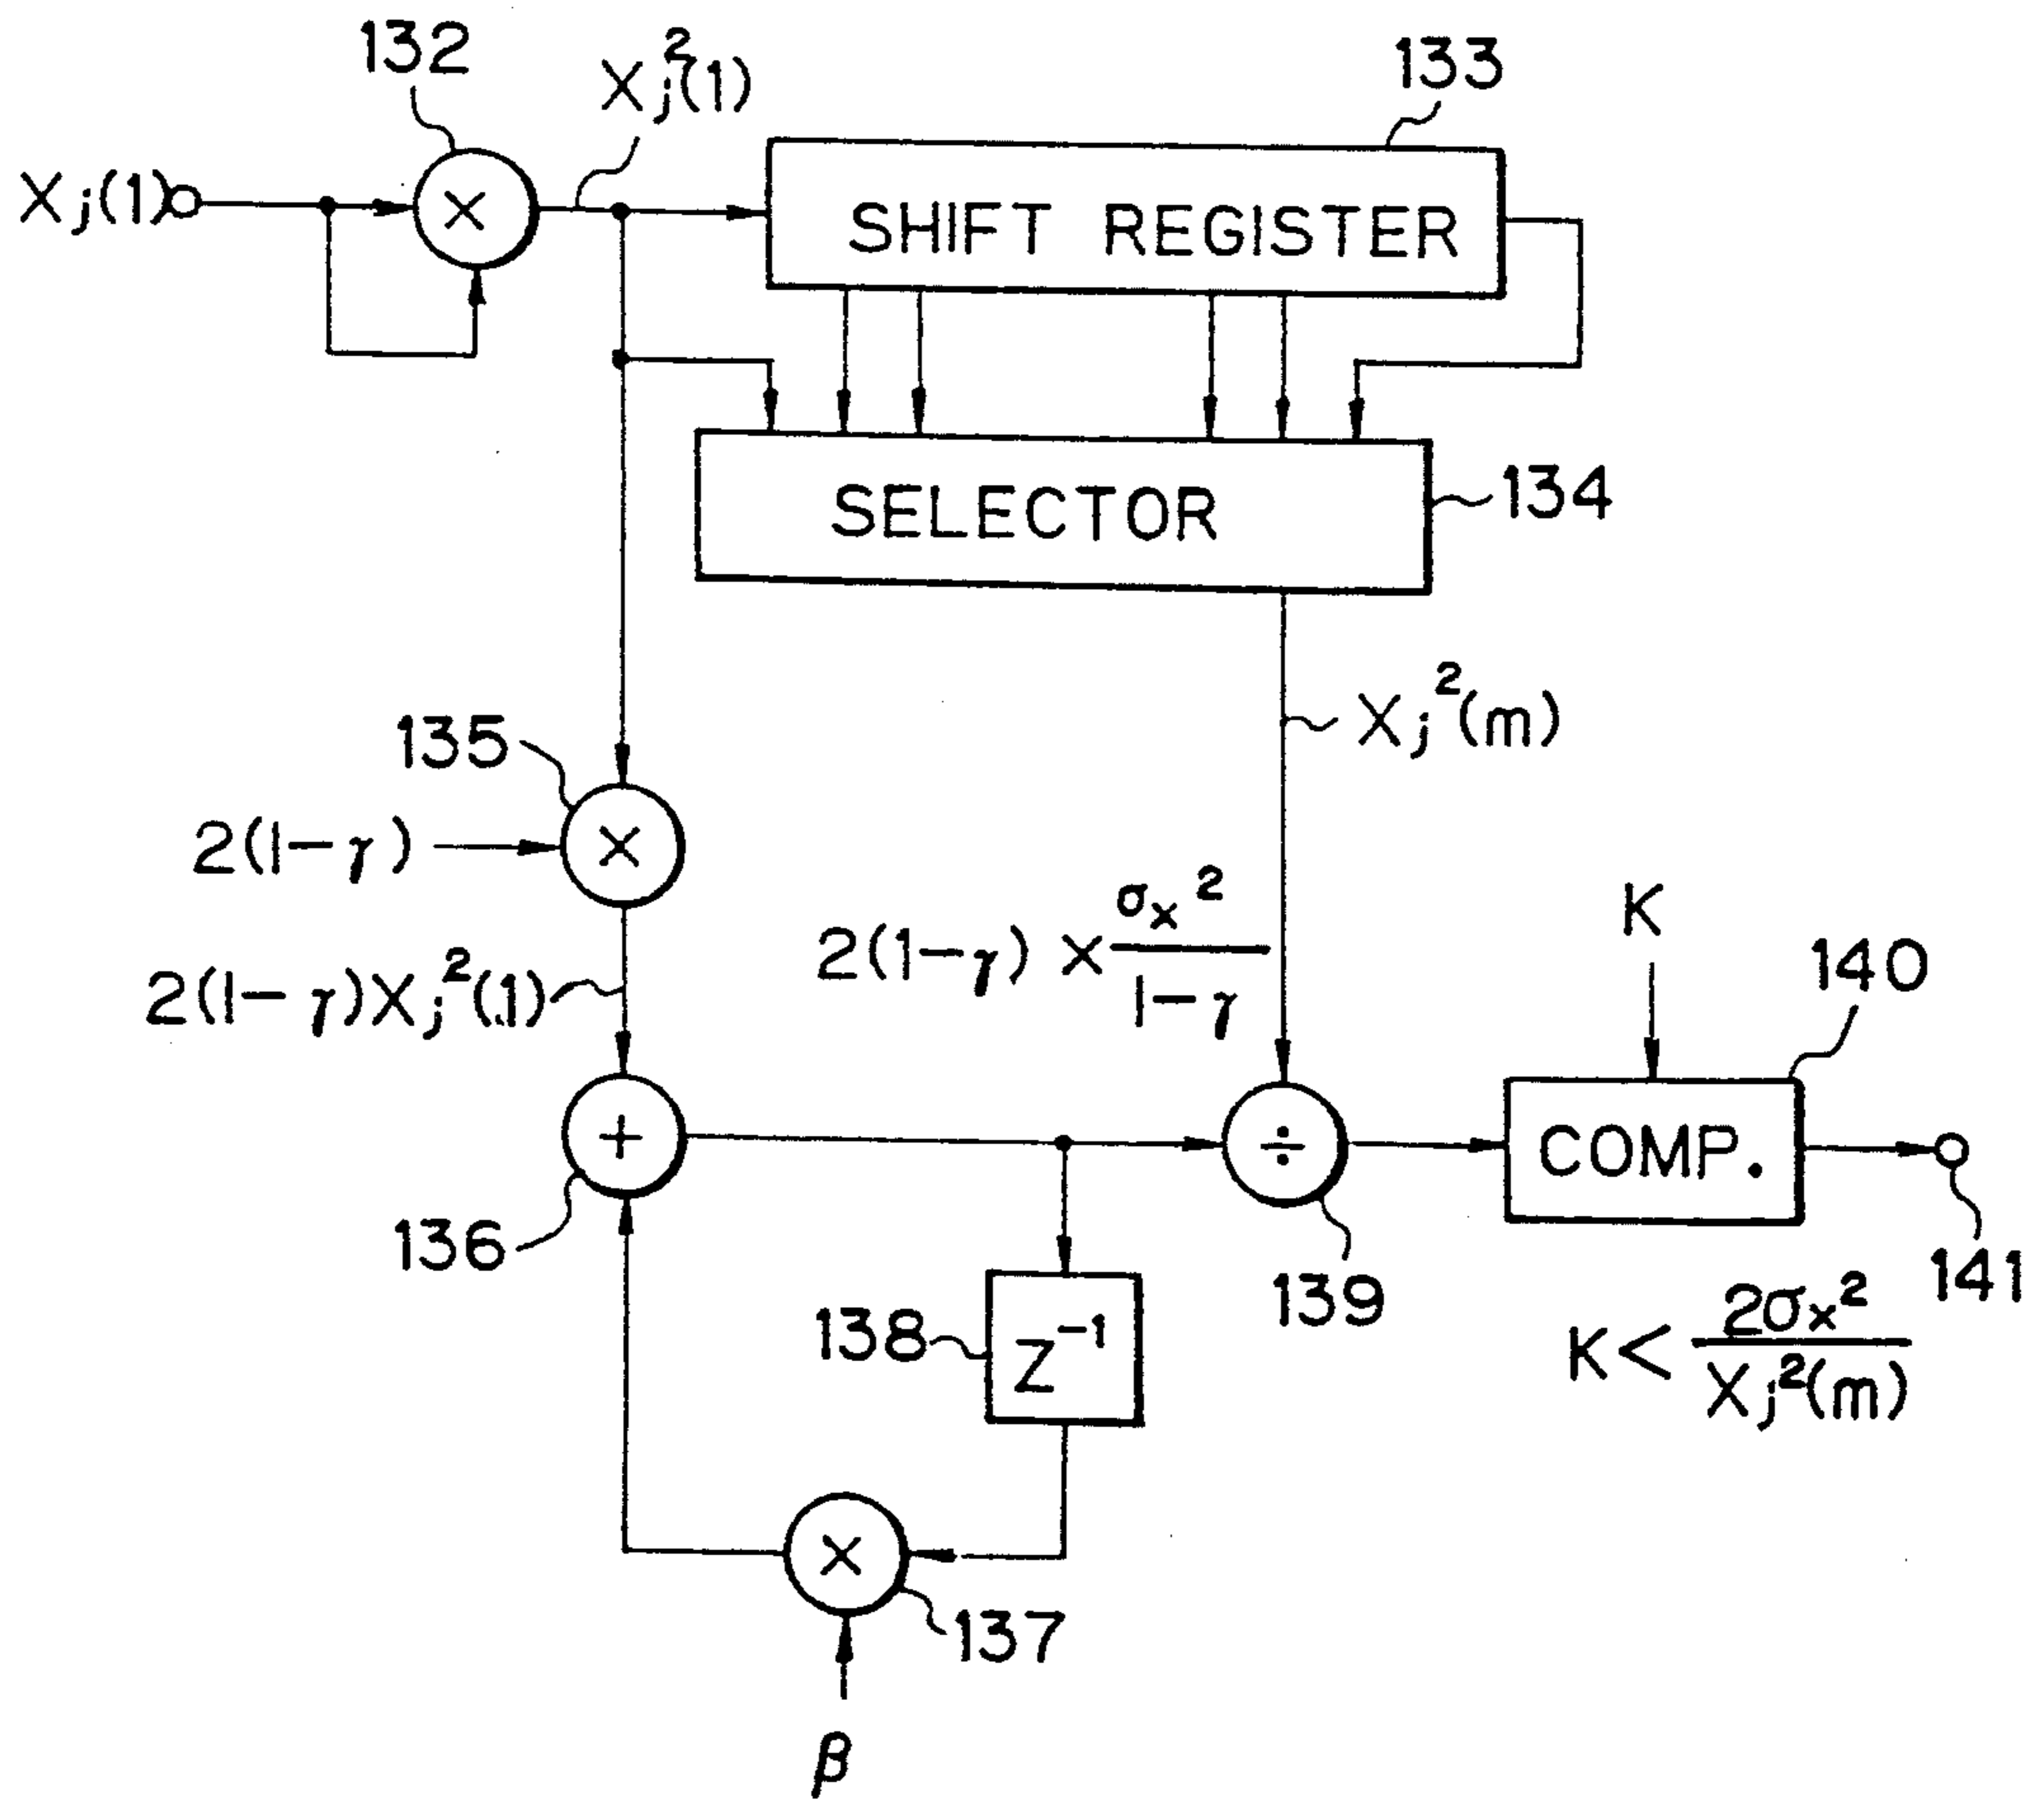 132
Xj²(1)
133
Xj(1)
×
SHIFT REGISTER
SELECTOR
134
Xj²(m)
135
2(1-γ)
×
2(1-γ)Xj²(1)
2(1-γ) × σx²/1-γ
K
140
+
÷
COMP.
136
138
Z⁻¹
139
141
K< 2σx²/Xj²(m)
×
137
β